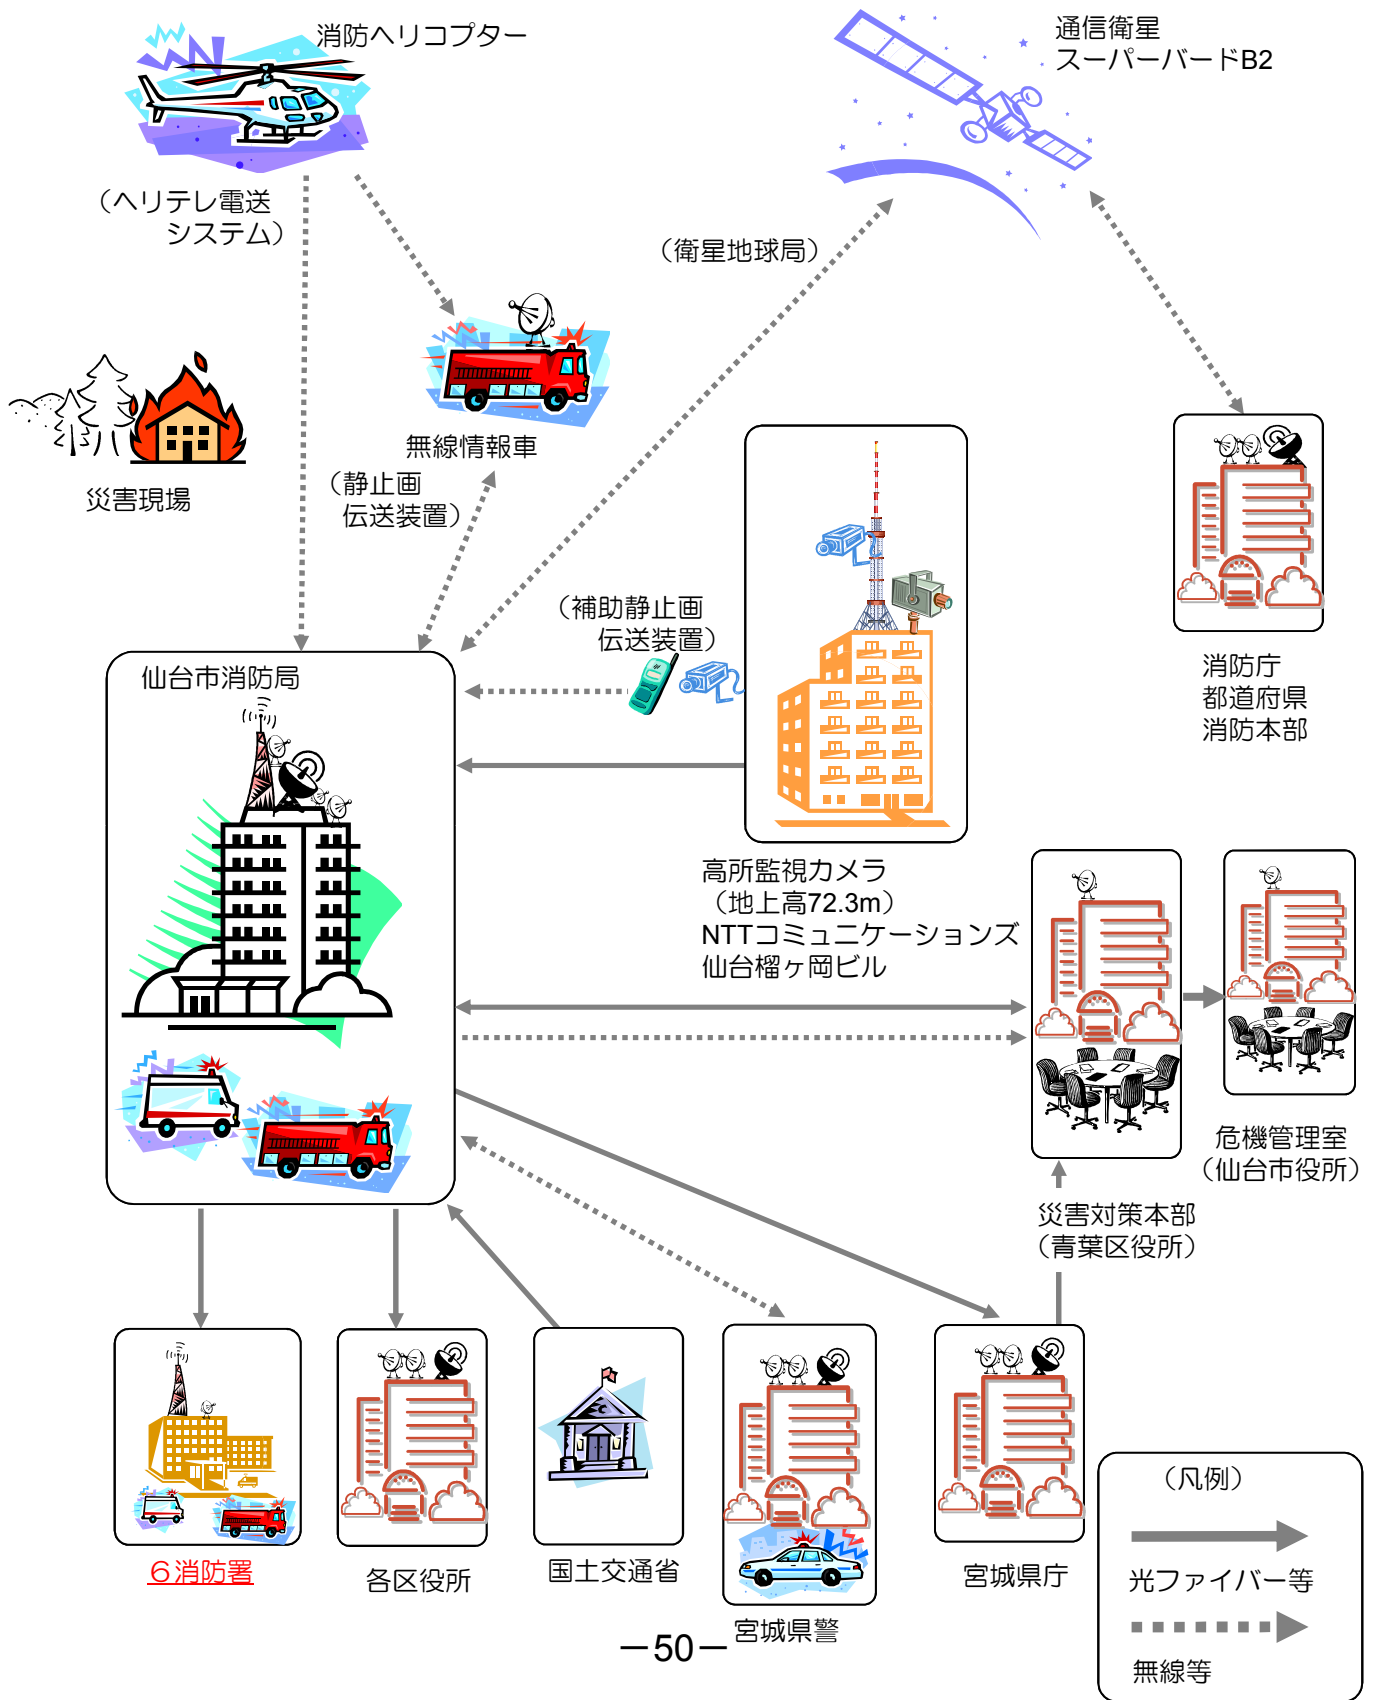 消防ヘリコプター
通信衛星
スーパーバードB2
（ヘリテレ電送
システム）
（衛星地球局）
無線情報車
災害現場
（静止画
伝送装置）
（補助静止画
伝送装置）
消防庁
都道府県
消防本部
仙台市消防局
高所監視カメラ
（地上高72.3m）
NTTコミュニケーションズ
仙台榴ヶ岡ビル
危機管理室
（仙台市役所）
災害対策本部
（青葉区役所）
６消防署
各区役所
国土交通省
宮城県警
宮城県庁
（凡例）
光ファイバー等
無線等
－50－